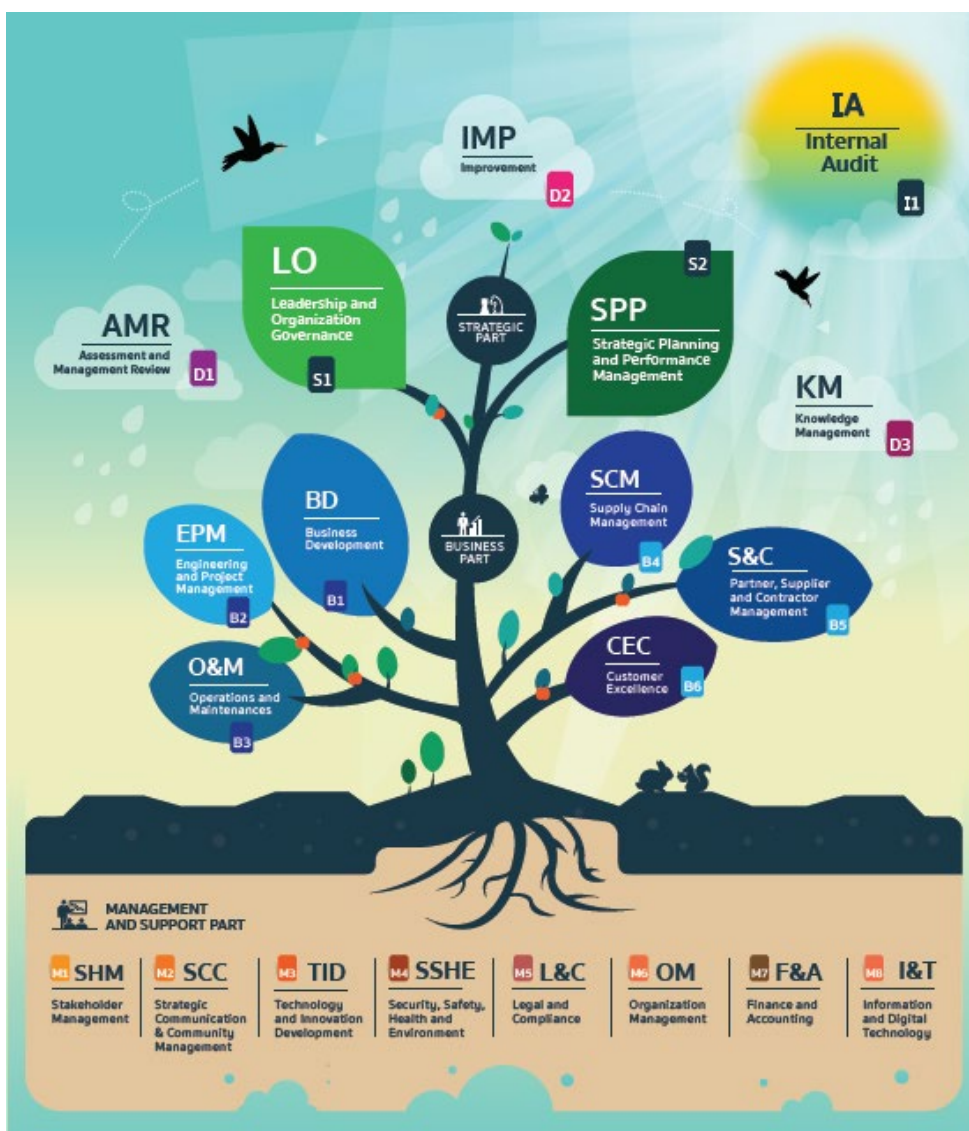 IA
Internal
Audit
I1
IMP
Improvement
D2
LO
Leadership and
Organization
Governance
S1
STRATEGIC
PART
S2
SPP
Strategic Planning
and Performance
Management
AMR
Assessment and
Management Review
D1
KM
Knowledge
Management
D3
BD
Business
Development
B1
EPM
Engineering
and Project
Management
B2
O&M
Operations and
Maintenances
B3
BUSINESS
PART
SCM
Supply Chain
Management
B4
S&C
Partner, Supplier
and Contractor
Management
B5
CEC
Customer
Excellence
B6
MANAGEMENT
AND SUPPORT PART
M1 SHM
Stakeholder
Management
M2 SCC
Strategic
Communication
& Community
Management
M3 TID
Technology
and Innovation
Development
M4 SSHE
Security, Safety,
Health and
Environment
M5 L&C
Legal and
Compliance
M6 OM
Organization
Management
M7 F&A
Finance and
Accounting
M8 I&T
Information
and Digital
Technology